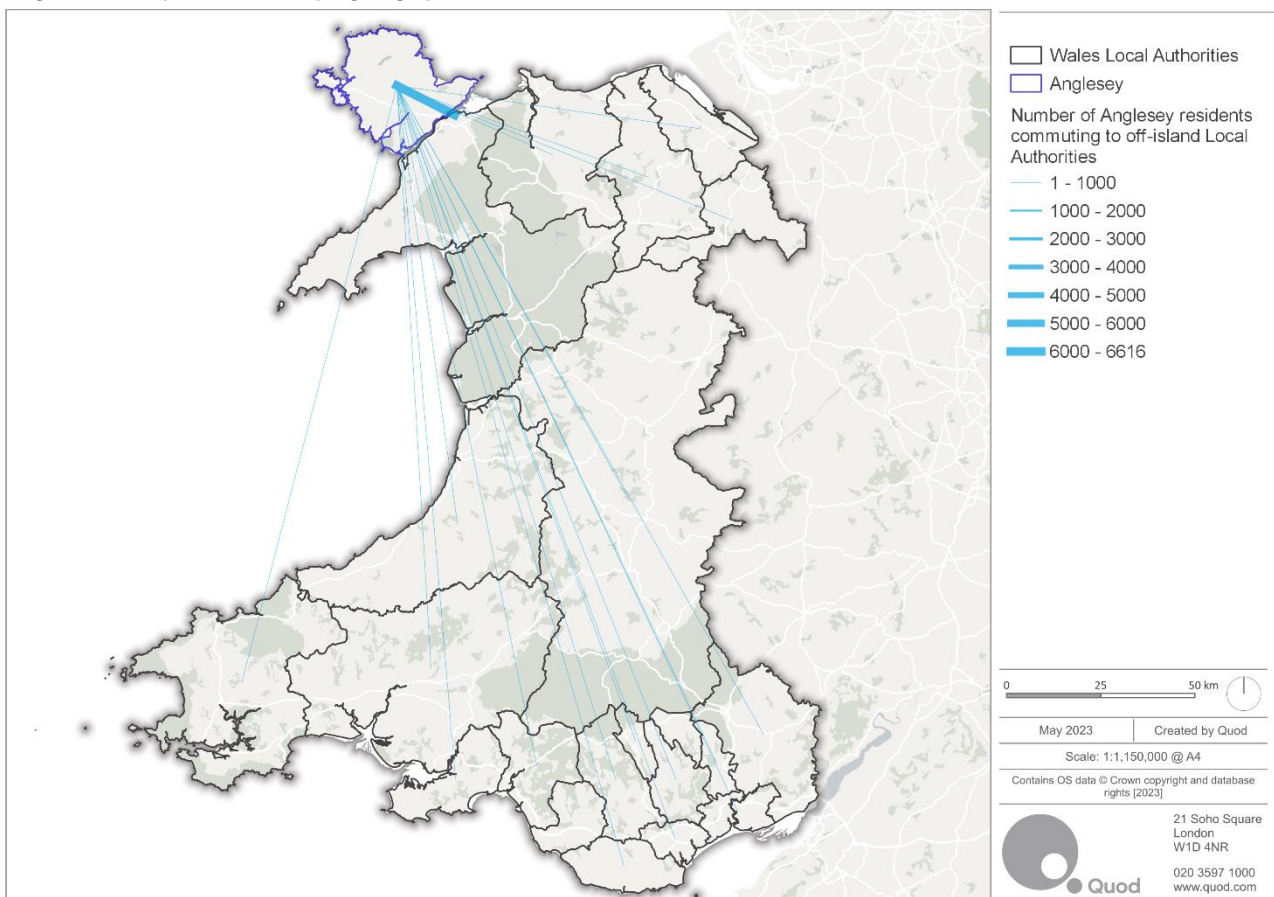 Wales Local Authorities
Anglesey
Number of Anglesey residents
commuting to off-island Local
Authorities
1 - 1000
1000 - 2000
2000 - 3000
3000 - 4000
4000 - 5000
5000 - 6000
6000 - 6616
0 25 50 km
May 2023
Created by Quod
Scale: 1:1,150,000 @ A4
Contains OS data © Crown copyright and database
rights [2023]
21 Soho Square
London
W1D 4NR
020 3597 1000
www.quod.com
Quod